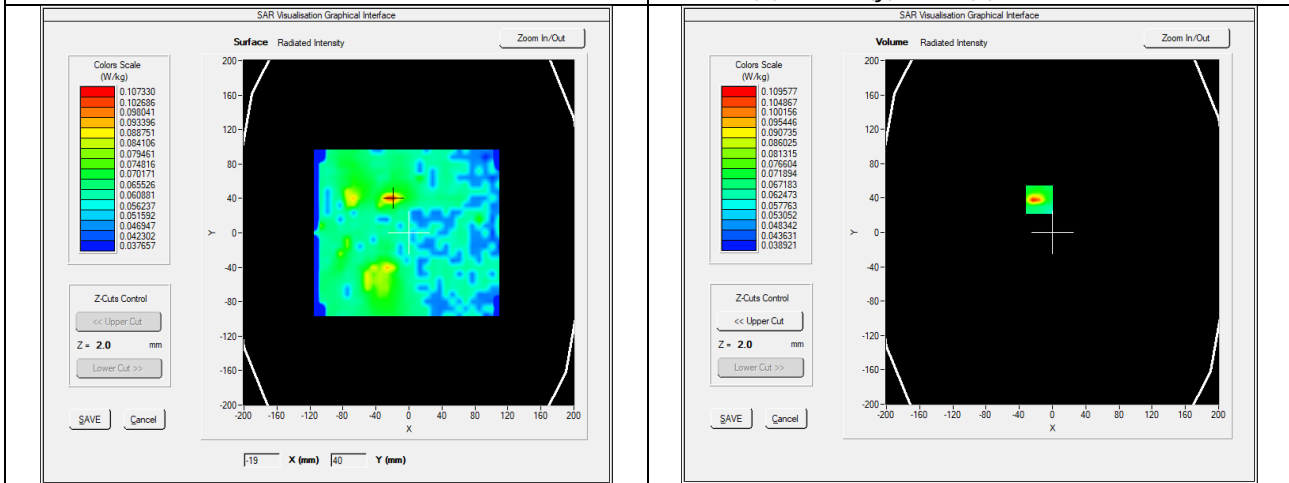 SAR Visualisation Graphical Interface
Surface Radiated Intensity
Zoom In/Out
Colors Scale
(W/kg)
0.107330
0.102686
0.098041
0.093396
0.088751
0.084106
0.079461
0.074816
0.070171
0.065526
0.060881
0.056237
0.051592
0.046947
0.042302
0.037657
Z-Cuts Control
<< Upper Cut
Z = 2.0 mm
Lower Cut >>
SAVE Cancel
200
160
120
80
40
0
-40
-80
-120
-160
-200
Y
-200 -160 -120 -80 -40 0 40 80 120 160 200
X
-19 X (mm) 40 Y (mm)
SAR Visualisation Graphical Interface
Volume Radiated Intensity
Zoom In/Out
Colors Scale
(W/kg)
0.109577
0.104867
0.100156
0.095446
0.090735
0.086025
0.081315
0.076604
0.071894
0.067183
0.062473
0.057763
0.053052
0.048342
0.043631
0.038921
Z-Cuts Control
<< Upper Cut
Z = 2.0 mm
Lower Cut >>
SAVE Cancel
200
160
120
80
40
0
-40
-80
-120
-160
-200
Y
-200 -160 -120 -80 -40 0 40 80 120 160 200
X